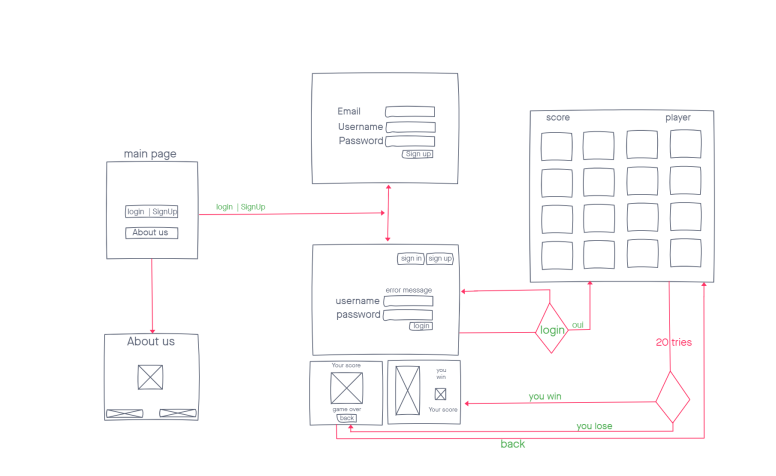 main page
login | SignUp
About us
login | SignUp
About us
Email
Username
Password
Sign up
sign in
sign up
error message
username
password
login
Your score
game over
back
you
win
Your score
login
oui
score
player
20 tries
you win
you lose
back